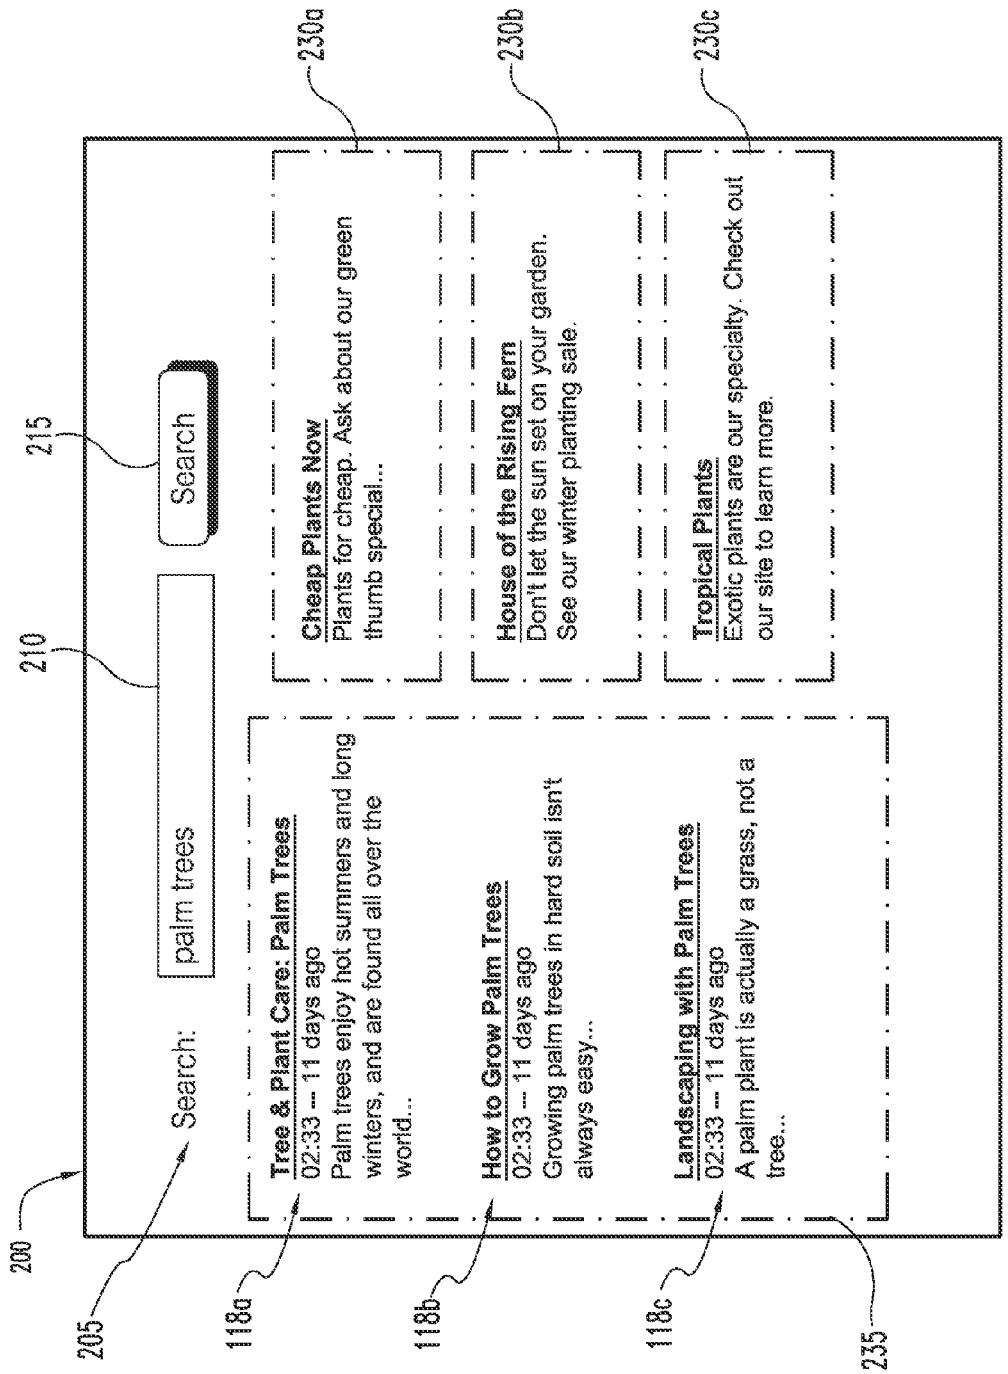 200
205
Search:
palm trees
210
Search
215
118a
Tree & Plant Care: Palm Trees
02:33 --- 11 days ago
Palm trees enjoy hot summers and long
winters, and are found all over the
world...
118b
How to Grow Palm Trees
02:33 --- 11 days ago
Growing palm trees in hard soil isn't
always easy...
118c
Landscaping with Palm Trees
02:33 --- 11 days ago
A palm plant is actually a grass, not a
tree...
235
Cheap Plants Now
Plants for cheap. Ask about our green
thumb special...
230a
House of the Rising Fern
Don't let the sun set on your garden.
See our winter planting sale.
230b
Tropical Plants
Exotic plants are our specialty. Check out
our site to learn more.
230c